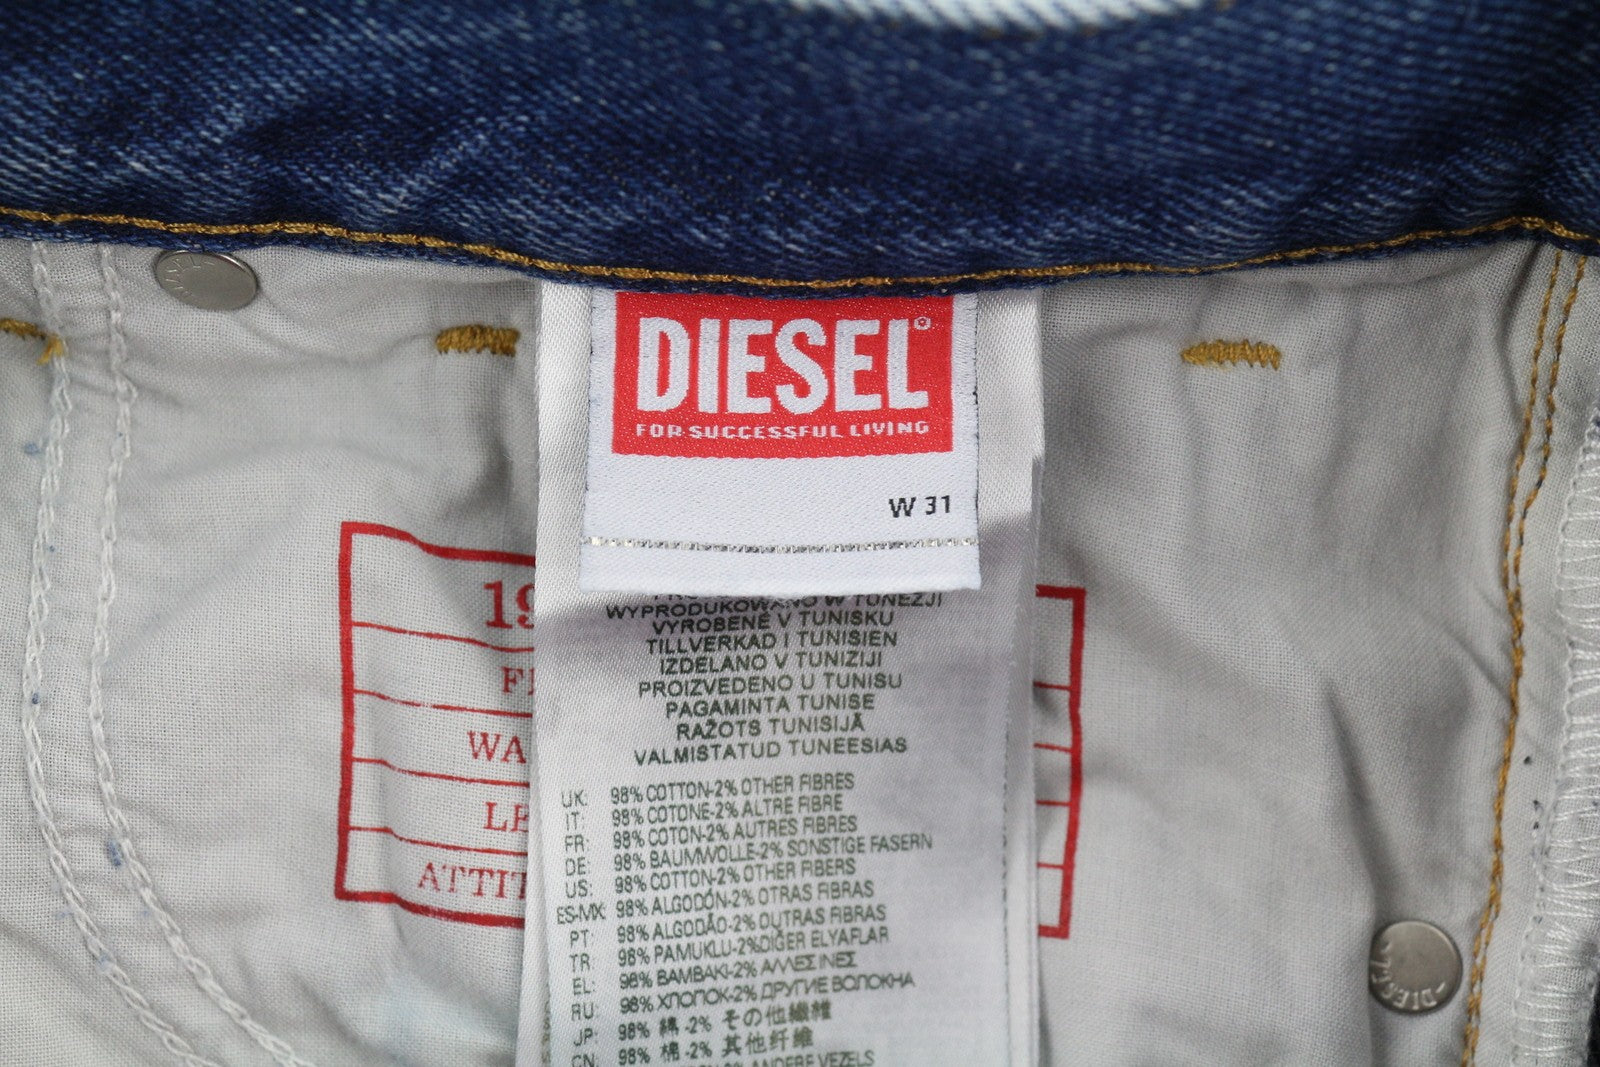 DIESEL®
FOR SUCCESSFUL LIVING
W 31
WYPRODUKOWANO W TUNEZJI
VYROBENÉ V TUNISKU
TILLVERKAD I TUNISIEN
IZDELANO V TUNIZIJI
PROIZVEDENO U TUNISU
PAGAMINTA TUNISE
RAŽOTS TUNISIJĀ
VALMISTATUD TUNEESIAS
UK: 98% COTTON-2% OTHER FIBRES
IT: 98% COTONE-2% ALTRE FIBRE
FR: 98% COTON-2% AUTRES FIBRES
DE: 98% BAUMWOLLE-2% SONSTIGE FASERN
US: 98% COTTON-2% OTHER FIBERS
ES-MX: 98% ALGODÓN-2% OTRAS FIBRAS
PT: 98% ALGODÃO-2% OUTRAS FIBRAS
TR: 98% PAMUKLU-2%DİĞER ELYAFLAR
EL: 98% ΒΑΜΒΑΚΙ-2% ΑΛΛΕΣ ΙΝΕΣ
RU: 98% ХЛОПОК-2% ДРУГИЕ ВОЛОКНА
JP: 98% 綿 -2% その他繊維
CN: 98% 棉 -2% 其他纤维
ANDERE VEZELS
19
WA
ATTIT